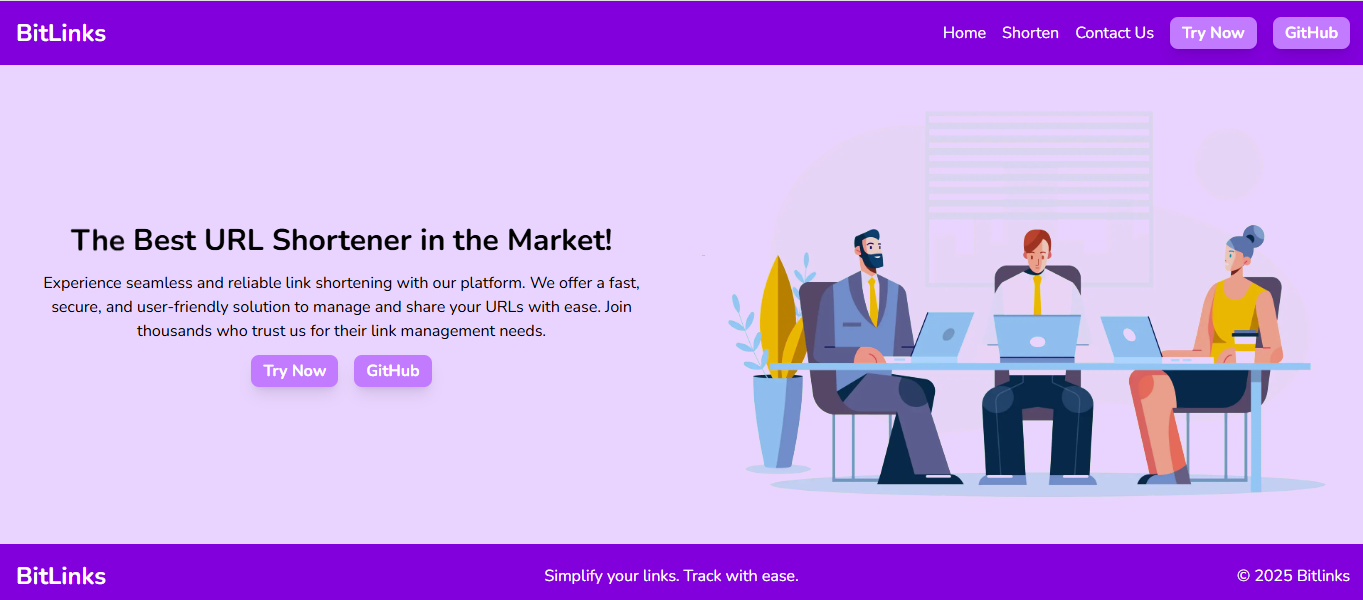 BitLinks
Home Shorten Contact Us Try Now GitHub
The Best URL Shortener in the Market!
Experience seamless and reliable link shortening with our platform. We offer a fast,
secure, and user-friendly solution to manage and share your URLs with ease. Join
thousands who trust us for their link management needs.
Try Now GitHub
BitLinks
Simplify your links. Track with ease.
© 2025 Bitlinks